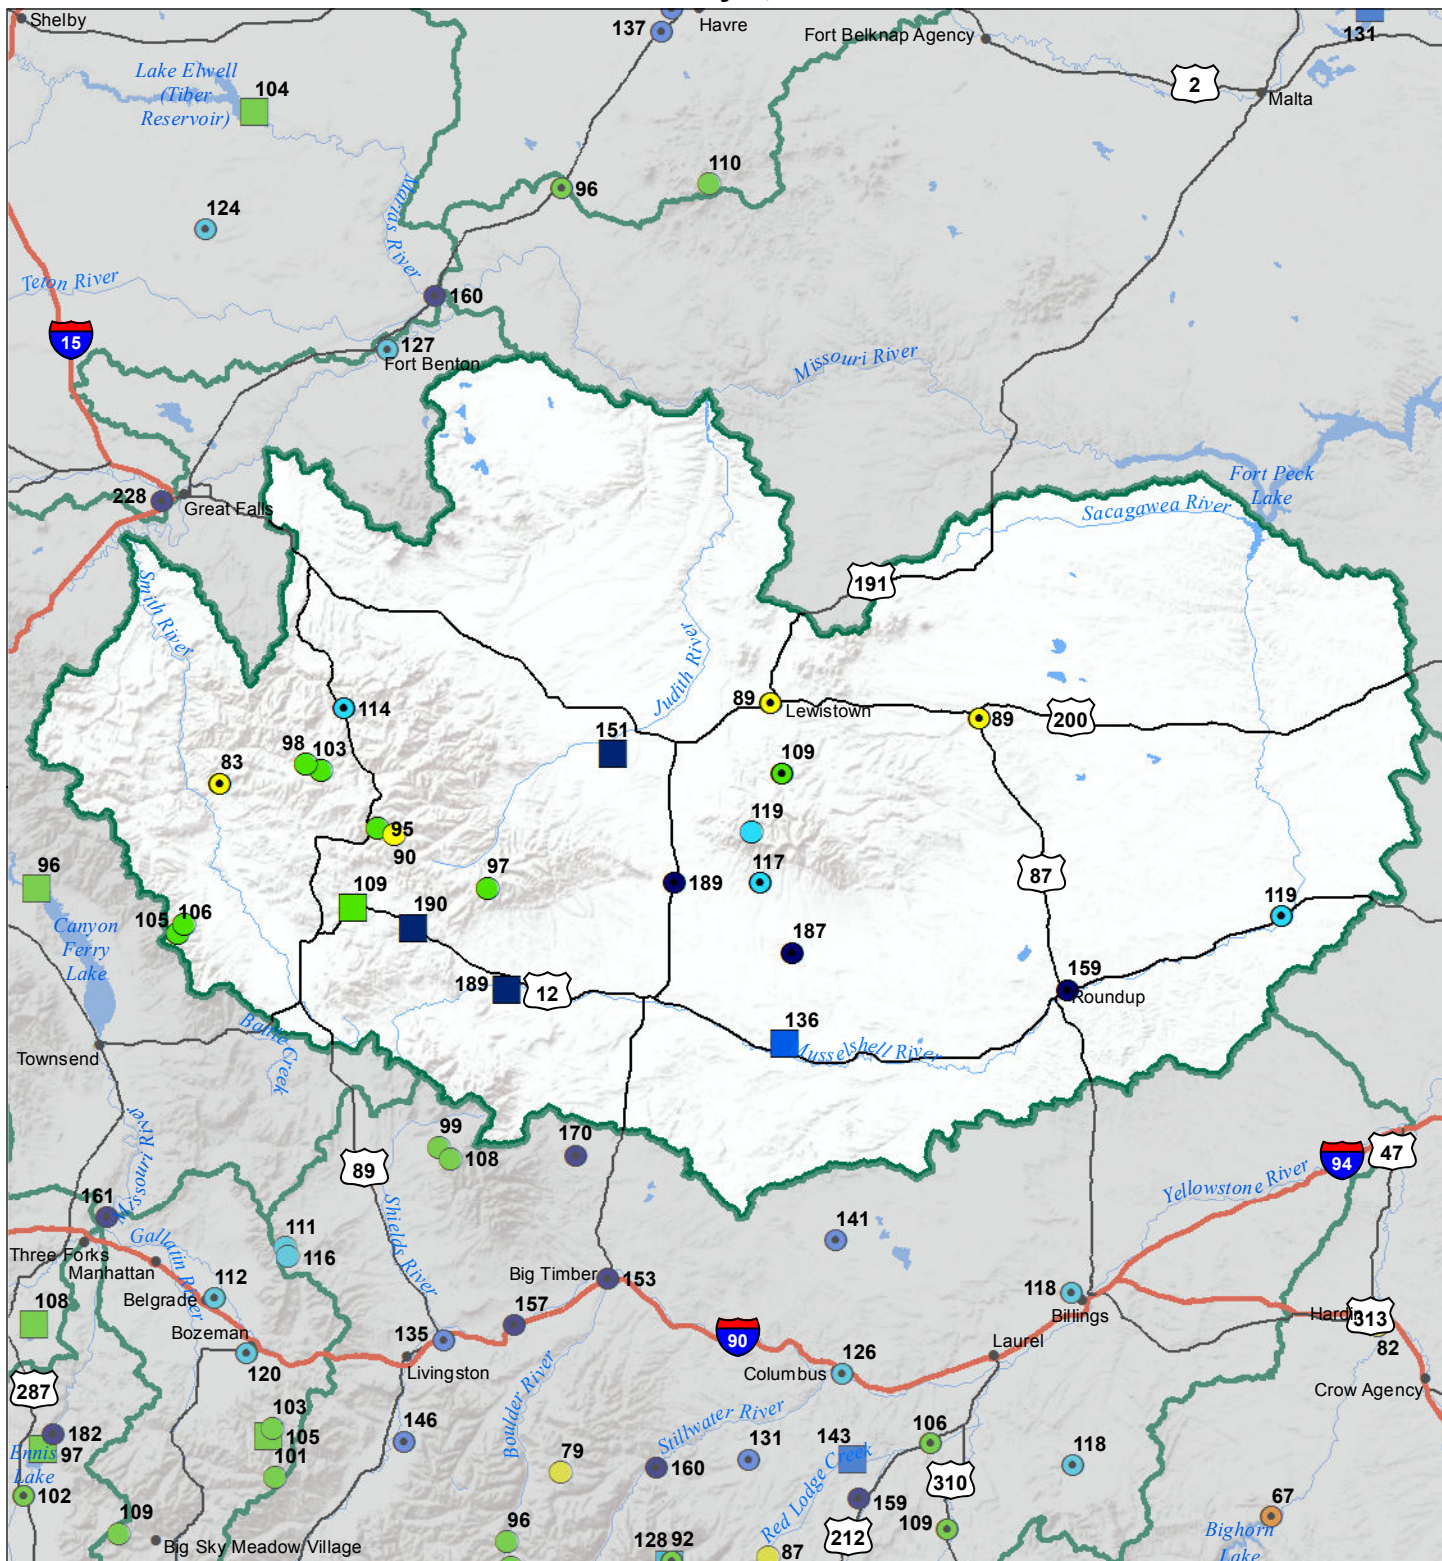 Shelby
137
Havre
Fort Belknap Agency
131
Lake Elwell
(Tiber
Reservoir)
104
2
Malta
110
96
124
Marias River
Teton River
160
15
127
Fort Benton
Missouri River
228
Great Falls
Fort Peck
Lake
Sacagawea River
Smith River
191
Judith River
114
89
Lewistown
89
200
151
98
103
83
109
95
90
119
97
117
96
109
190
189
87
119
105
106
Canyon
Ferry
Lake
187
189
12
159
Roundup
136
Musselshell River
Battle Creek
Townsend
Missouri River
99
108
170
89
94
47
Yellowstone River
161
Shields River
141
111
116
Gallatin River
Three Forks
Manhattan
Big Timber
153
112
Belgrade
118
Billings
Hardin
313
82
108
157
Bozeman
135
90
Laurel
120
Livingston
Columbus
126
Crow Agency
287
Boulder River
103
105
101
146
Stillwater River
106
182
97
Ennis
Lake
79
160
131
143
Red Lodge Creek
118
310
102
159
67
109
96
212
109
Bighorn
Lake
Big Sky Meadow Village
128
92
87